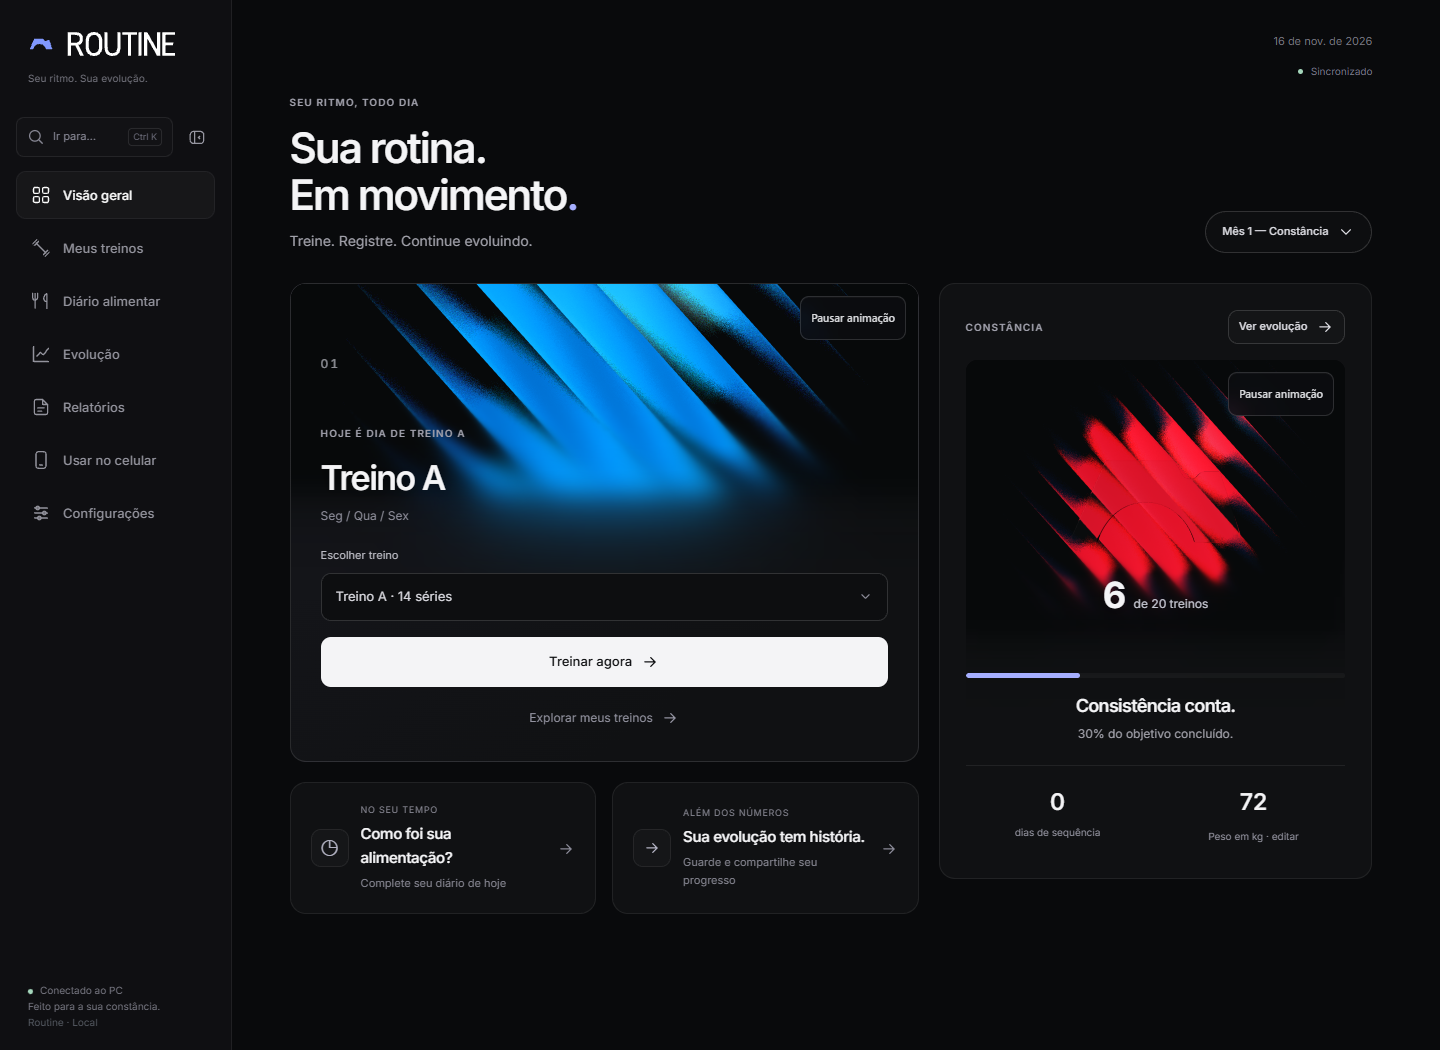 ROUTINE
Seu ritmo. Sua evolução.
Ir para...
Ctrl K
Visão geral
Meus treinos
Diário alimentar
Evolução
Relatórios
Usar no celular
Configurações
Conectado ao PC
Feito para a sua constância.
Routine · Local
16 de nov. de 2026
Sincronizado
SEU RITMO, TODO DIA
Sua rotina.
Em movimento.
Treine. Registre. Continue evoluindo.
Mês 1 — Constância
Pausar animação
01
HOJE É DIA DE TREINO A
Treino A
Seg / Qua / Sex
Escolher treino
Treino A · 14 séries
Treinar agora
Explorar meus treinos
NO SEU TEMPO
Como foi sua
alimentação?
Complete seu diário de hoje
ALÉM DOS NÚMEROS
Sua evolução tem história.
Guarde e compartilhe seu
progresso
CONSTÂNCIA
Ver evolução
Pausar animação
6 de 20 treinos
Consistência conta.
30% do objetivo concluído.
0
dias de sequência
72
Peso em kg · editar